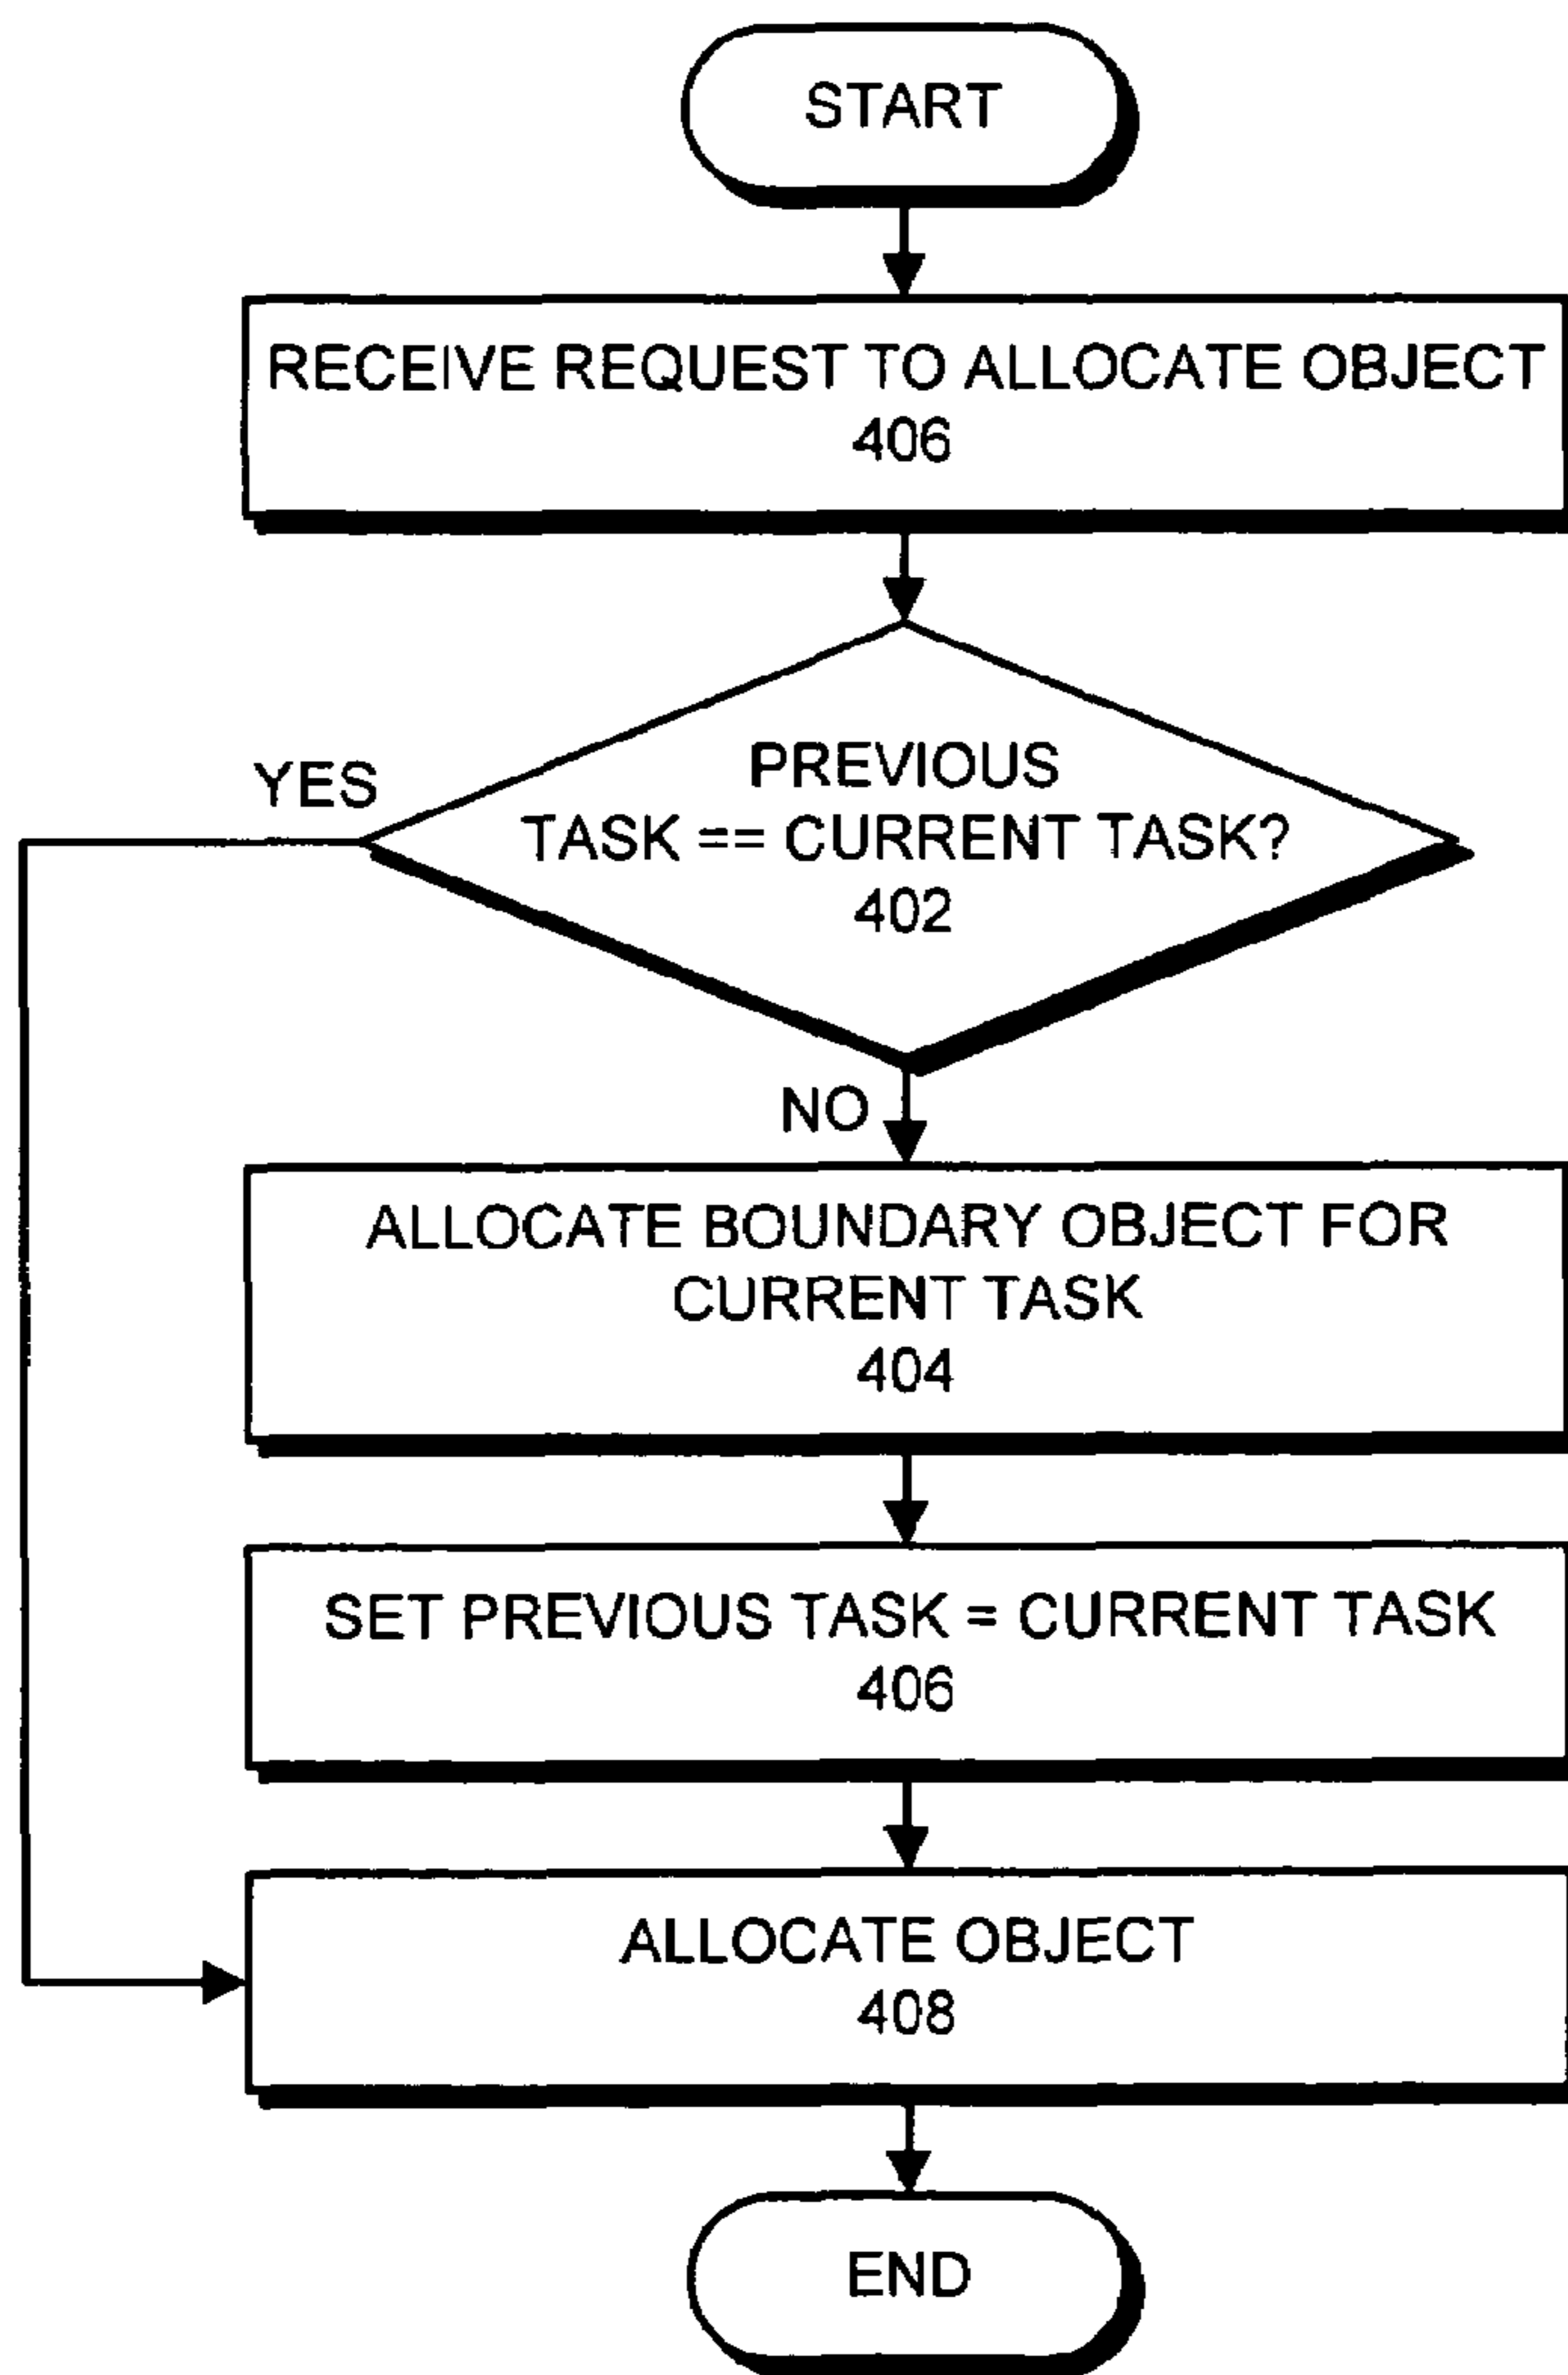 START
RECEIVE REQUEST TO ALLOCATE OBJECT
406
PREVIOUS
TASK == CURRENT TASK?
402
YES
NO
ALLOCATE BOUNDARY OBJECT FOR
CURRENT TASK
404
SET PREVIOUS TASK = CURRENT TASK
406
ALLOCATE OBJECT
408
END